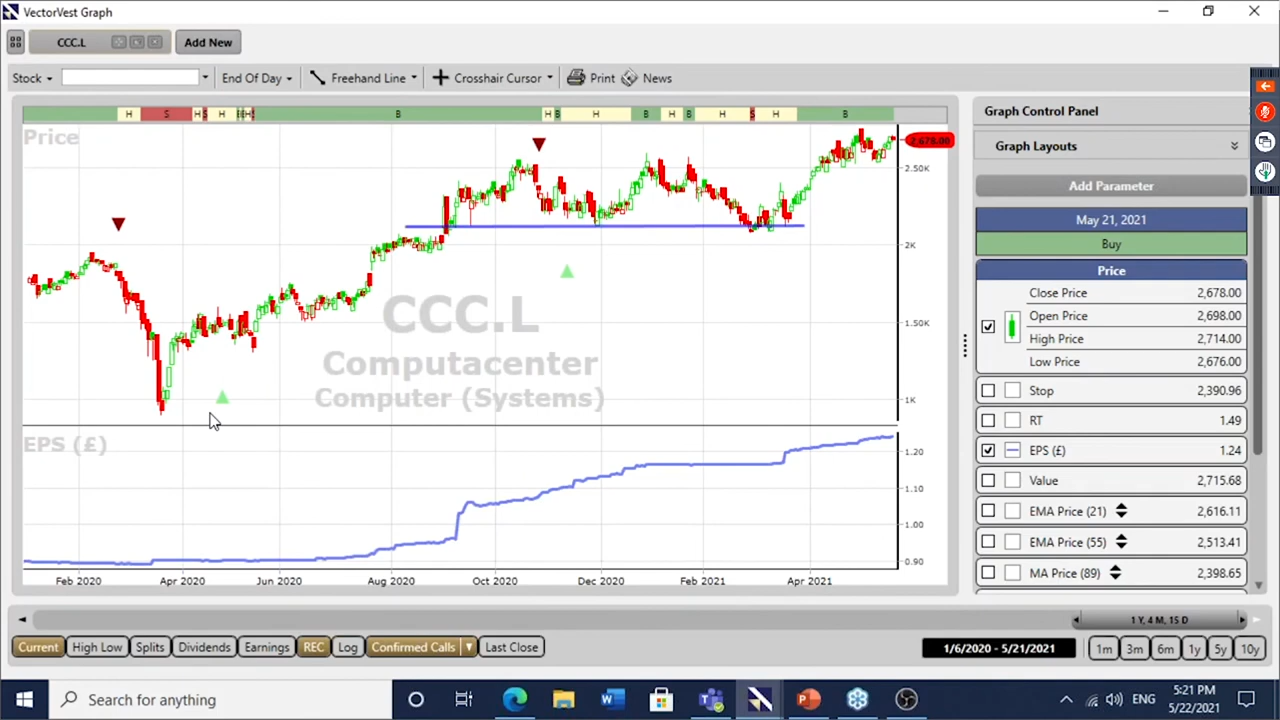 VectorVest Graph
CCC.L Add New
Stock End Of Day Freehand Line Crosshair Cursor Print News
H S H S H H B H B H B H B H S H B
Price
2,678.00
2.50K
2K
1.50K
1K
CCC.L
Computacenter
Computer (Systems)
EPS (£)
1.20
1.10
1.00
0.90
Feb 2020 Apr 2020 Jun 2020 Aug 2020 Oct 2020 Dec 2020 Feb 2021 Apr 2021
Graph Control Panel
Graph Layouts
Add Parameter
May 21, 2021
Buy
Price
Close Price 2,678.00
Open Price 2,698.00
High Price 2,714.00
Low Price 2,676.00
Stop 2,390.96
RT 1.49
EPS (£) 1.24
Value 2,715.68
EMA Price (21) 2,616.11
EMA Price (55) 2,513.41
MA Price (89) 2,398.65
1 Y, 4 M, 15 D
Current High Low Splits Dividends Earnings REC Log Confirmed Calls Last Close 1/6/2020 - 5/21/2021 1m 3m 6m 1y 5y 10y
Search for anything
ENG
5:21 PM
5/22/2021